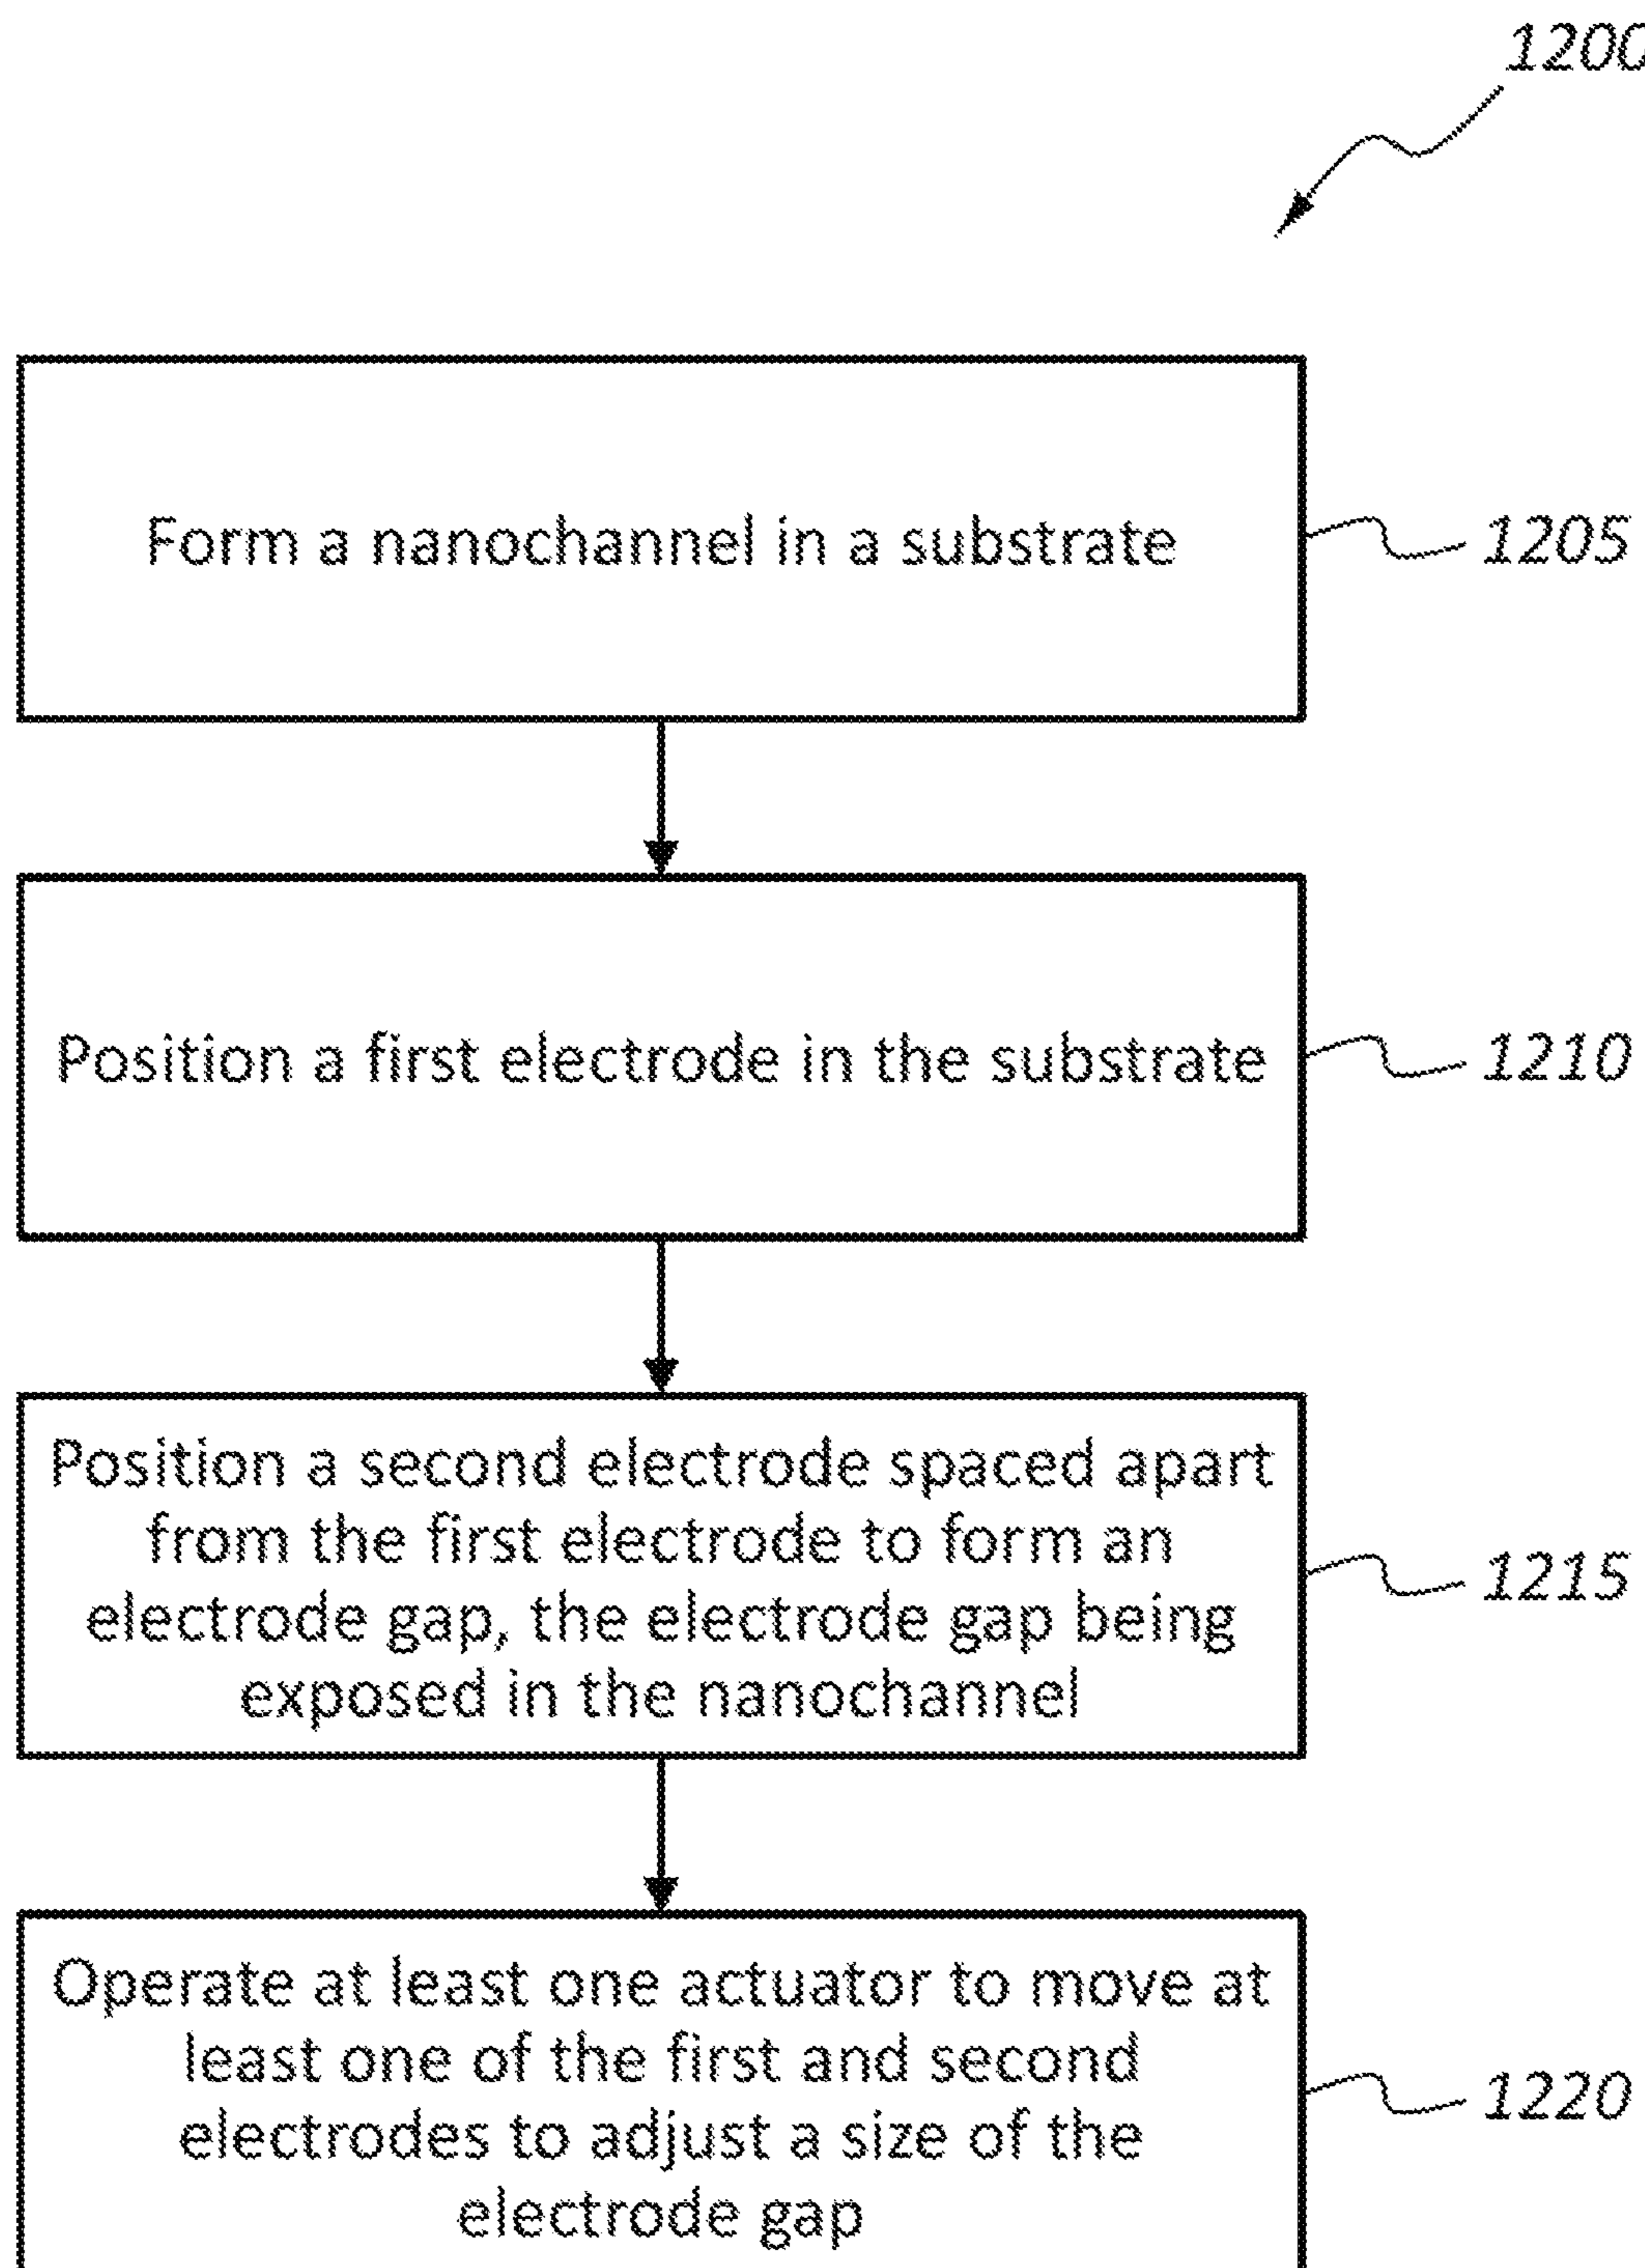 1200
Form a nanochannel in a substrate
1205
Position a first electrode in the substrate
1210
Position a second electrode spaced apart
from the first electrode to form an
electrode gap, the electrode gap being
exposed in the nanochannel
1215
Operate at least one actuator to move at
least one of the first and second
electrodes to adjust a size of the
electrode gap
1220